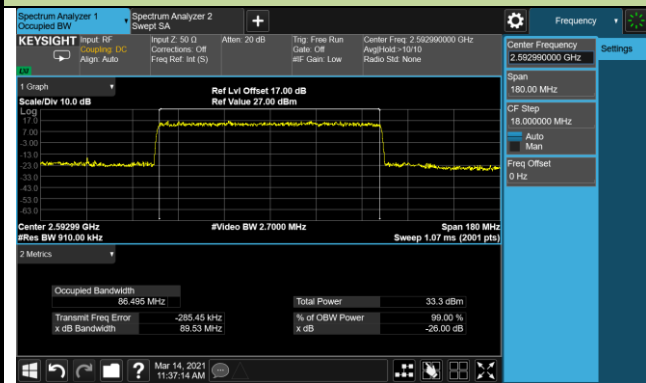 Spectrum Analyzer 1
Occupied BW
Spectrum Analyzer 2
Swept SA
+
Frequency
KEYSIGHT
Input: RF
Coupling: DC
Align: Auto
Input Z: 50 Ω
Corrections: Off
Freq Ref: Int (S)
Atten: 20 dB
Trig: Free Run
Gate: Off
#IF Gain: Low
Center Freq: 2.592990000 GHz
Avg|Hold:>10/10
Radio Std: None
Center Frequency
2.592990000 GHz
Settings
Span
180.00 MHz
CF Step
18.000000 MHz
Auto
Man
Freq Offset
0 Hz
1 Graph
Scale/Div 10.0 dB
Ref Lvl Offset 17.00 dB
Ref Value 27.00 dBm
Log
17.0
7.00
-3.00
-13.0
-23.0
-33.0
-43.0
-53.0
-63.0
Center 2.59299 GHz
#Res BW 910.00 kHz
#Video BW 2.7000 MHz
Span 180 MHz
Sweep 1.07 ms (2001 pts)
2 Metrics
Occupied Bandwidth
86.495 MHz
Total Power 33.3 dBm
Transmit Freq Error -285.45 kHz
% of OBW Power 99.00 %
x dB Bandwidth 89.53 MHz
x dB -26.00 dB
?
Mar 14, 2021
11:37:14 AM